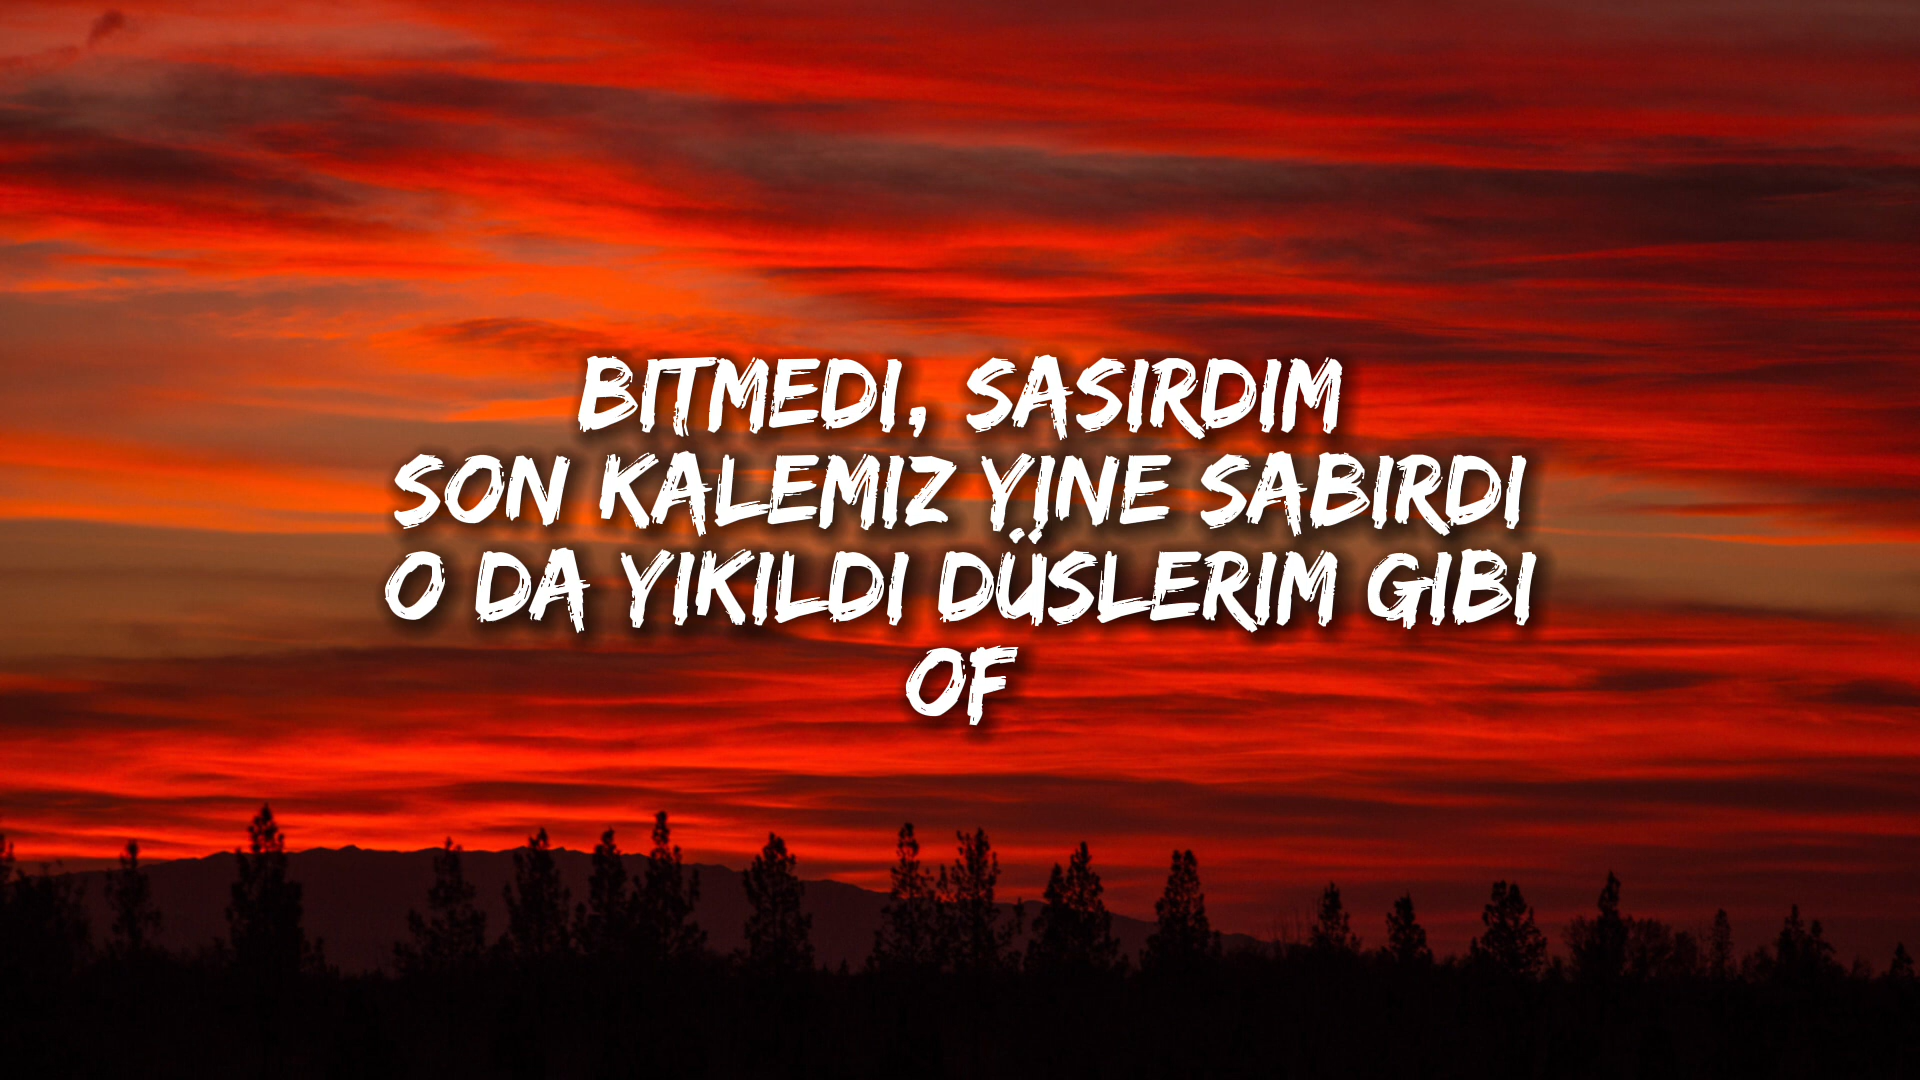 BITMEDI, SASIRDIM
SON KALEMIZ YINE SABIRDI
O DA YIKILDI DÜSLERIM GIBI
OF